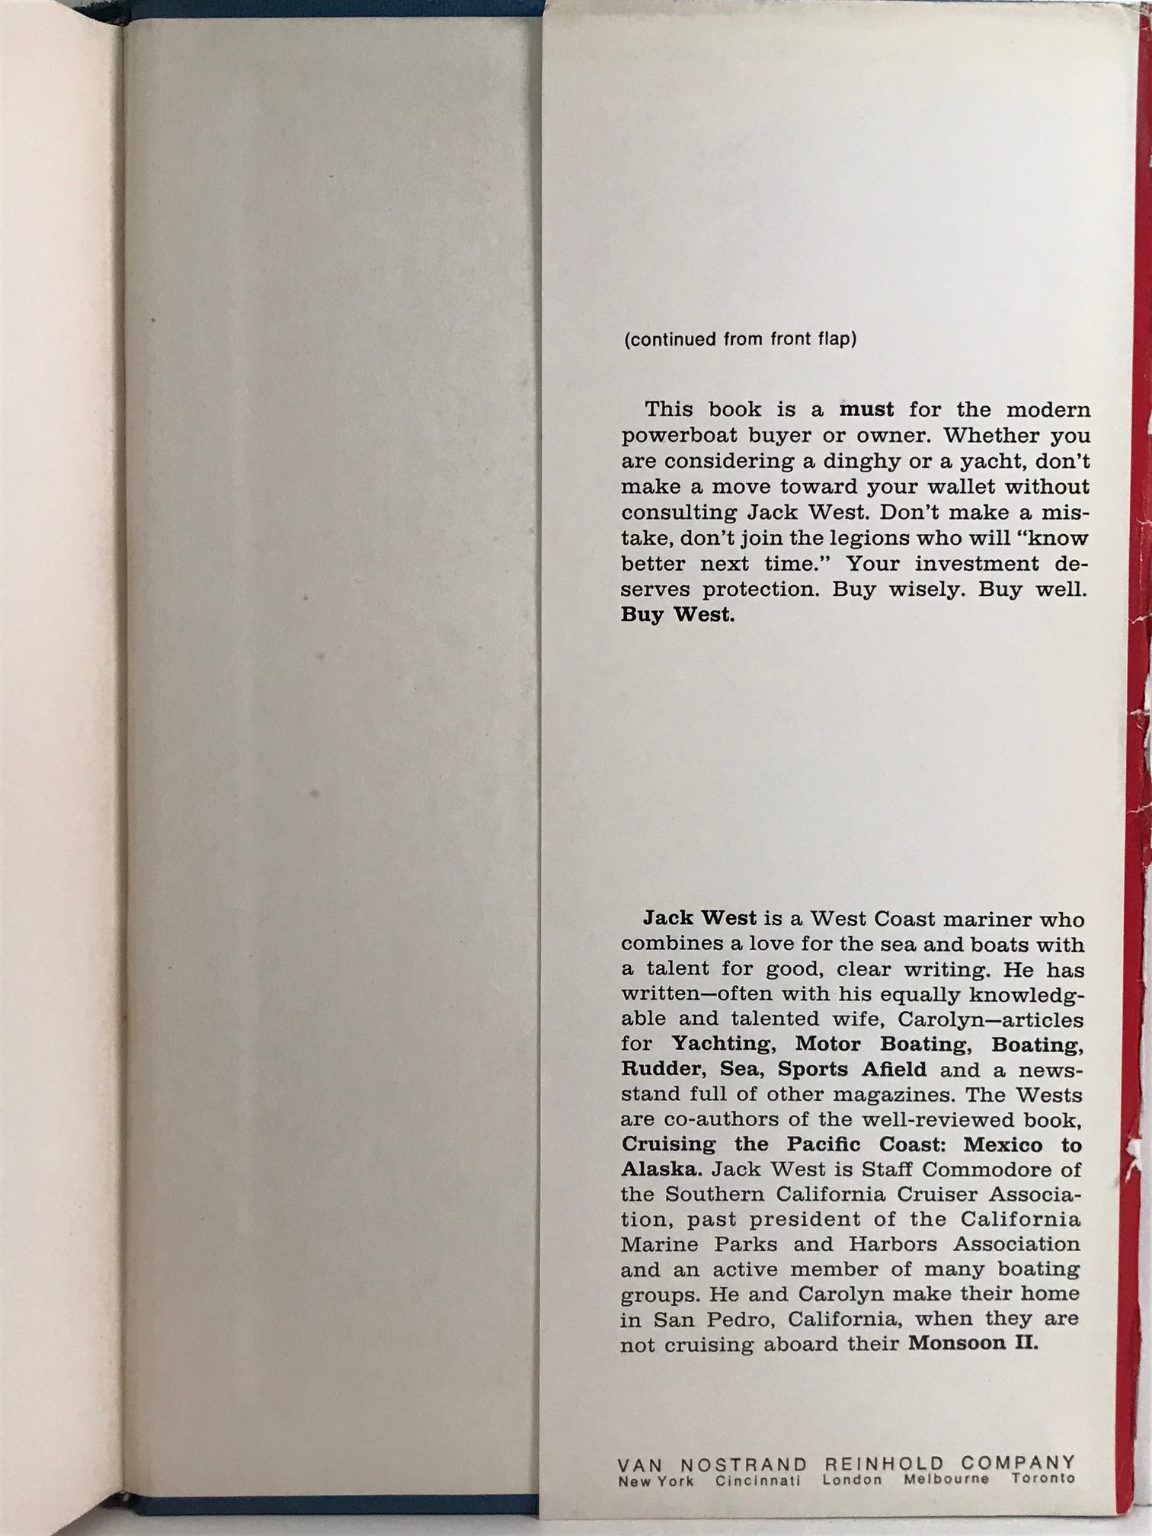 (continued from front flap)
This book is a must for the modern
powerboat buyer or owner. Whether you
are considering a dinghy or a yacht, don't
make a move toward your wallet without
consulting Jack West. Don't make a mis-
take, don't join the legions who will “know
better next time.” Your investment de-
serves protection. Buy wisely. Buy well.
Buy West.
Jack West is a West Coast mariner who
combines a love for the sea and boats with
a talent for good, clear writing. He has
written—often with his equally knowledg-
able and talented wife, Carolyn—articles
for Yachting, Motor Boating, Boating,
Rudder, Sea, Sports Afield and a news-
stand full of other magazines. The Wests
are co-authors of the well-reviewed book,
Cruising the Pacific Coast: Mexico to
Alaska. Jack West is Staff Commodore of
the Southern California Cruiser Associa-
tion, past president of the California
Marine Parks and Harbors Association
and an active member of many boating
groups. He and Carolyn make their home
in San Pedro, California, when they are
not cruising aboard their Monsoon II.
VAN NOSTRAND REINHOLD COMPANY
New York Cincinnati London Melbourne Toronto